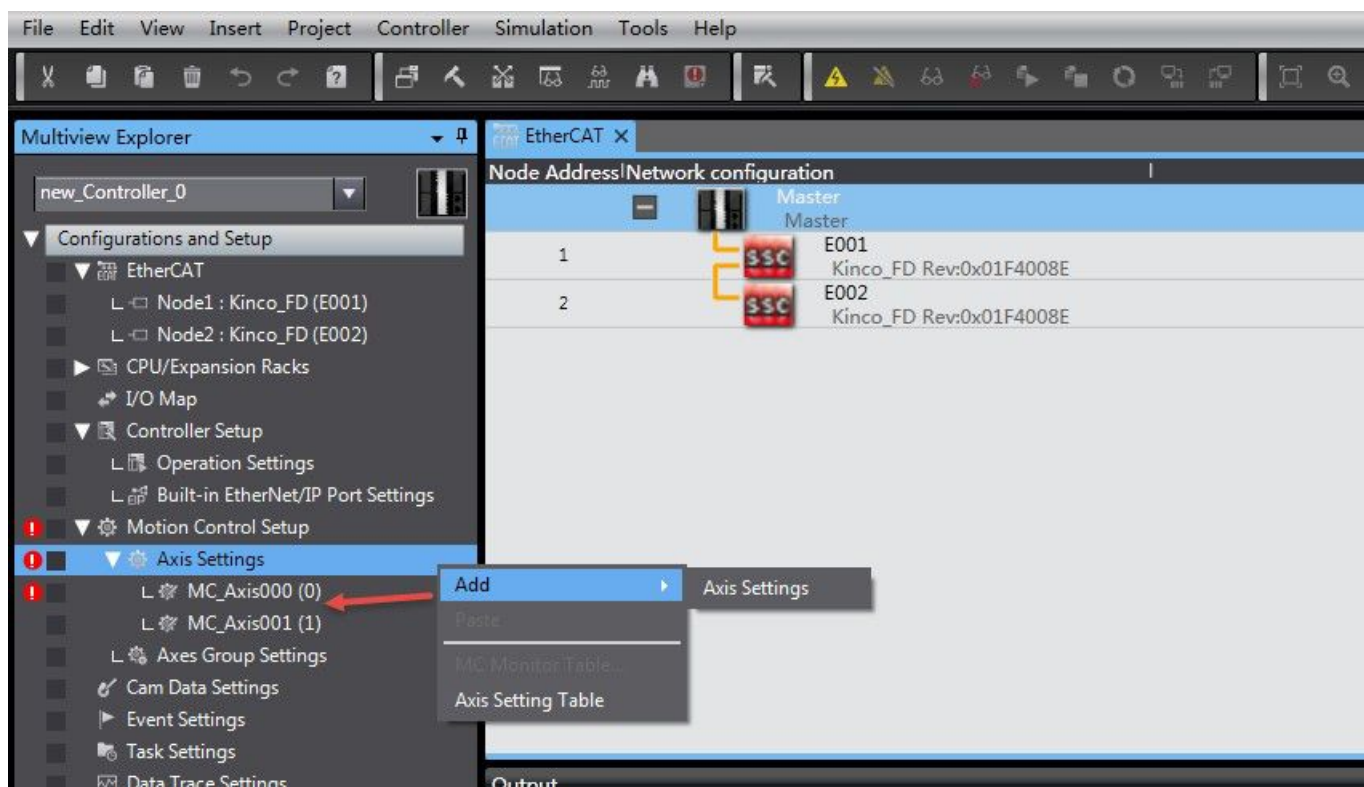 File Edit View Insert Project Controller Simulation Tools Help
Multiview Explorer
new_Controller_0
Configurations and Setup
EtherCAT
Node1 : Kinco_FD (E001)
Node2 : Kinco_FD (E002)
CPU/Expansion Racks
I/O Map
Controller Setup
Operation Settings
Built-in EtherNet/IP Port Settings
Motion Control Setup
Axis Settings
MC_Axis000 (0)
MC_Axis001 (1)
Axes Group Settings
Cam Data Settings
Event Settings
Task Settings
Data Trace Settings
EtherCAT
Node Address Network configuration
Master
Master
1
SSC
E001
Kinco_FD Rev:0x01F4008E
2
SSC
E002
Kinco_FD Rev:0x01F4008E
Add
Paste
MC Monitor Table...
Axis Setting Table
Axis Settings
Output